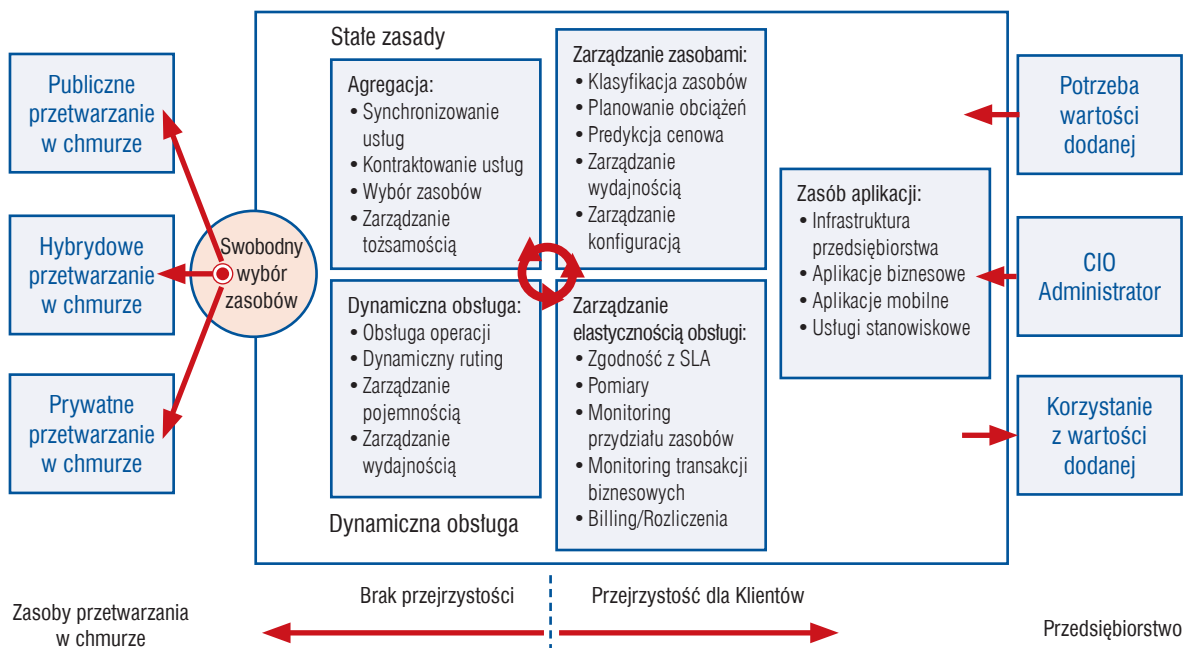 Publiczne
przetwarzanie
w chmurze
Hybrydowe
przetwarzanie
w chmurze
Prywatne
przetwarzanie
w chmurze
Swobodny
wybór
zasobów
Stałe zasady
Agregacja:
• Synchronizowanie
usług
• Kontraktowanie usług
• Wybór zasobów
• Zarządzanie
tożsamością
Zarządzanie zasobami:
• Klasyfikacja zasobów
• Planowanie obciążeń
• Predykcja cenowa
• Zarządzanie
wydajnością
• Zarządzanie
konfiguracją
Dynamiczna obsługa:
• Obsługa operacji
• Dynamiczny ruting
• Zarządzanie
pojemnością
• Zarządzanie
wydajnością
Dynamiczna obsługa
Zarządzanie
elastycznością obsługi:
• Zgodność z SLA
• Pomiary
• Monitoring
przydziału zasobów
• Monitoring transakcji
biznesowych
• Billing/Rozliczenia
Zasób aplikacji:
• Infrastruktura
przedsiębiorstwa
• Aplikacje biznesowe
• Aplikacje mobilne
• Usługi stanowiskowe
Potrzeba
wartości
dodanej
CIO
Administrator
Korzystanie
z wartości
dodanej
Zasoby przetwarzania
w chmurze
Brak przejrzystości
Przejrzystość dla Klientów
Przedsiębiorstwo